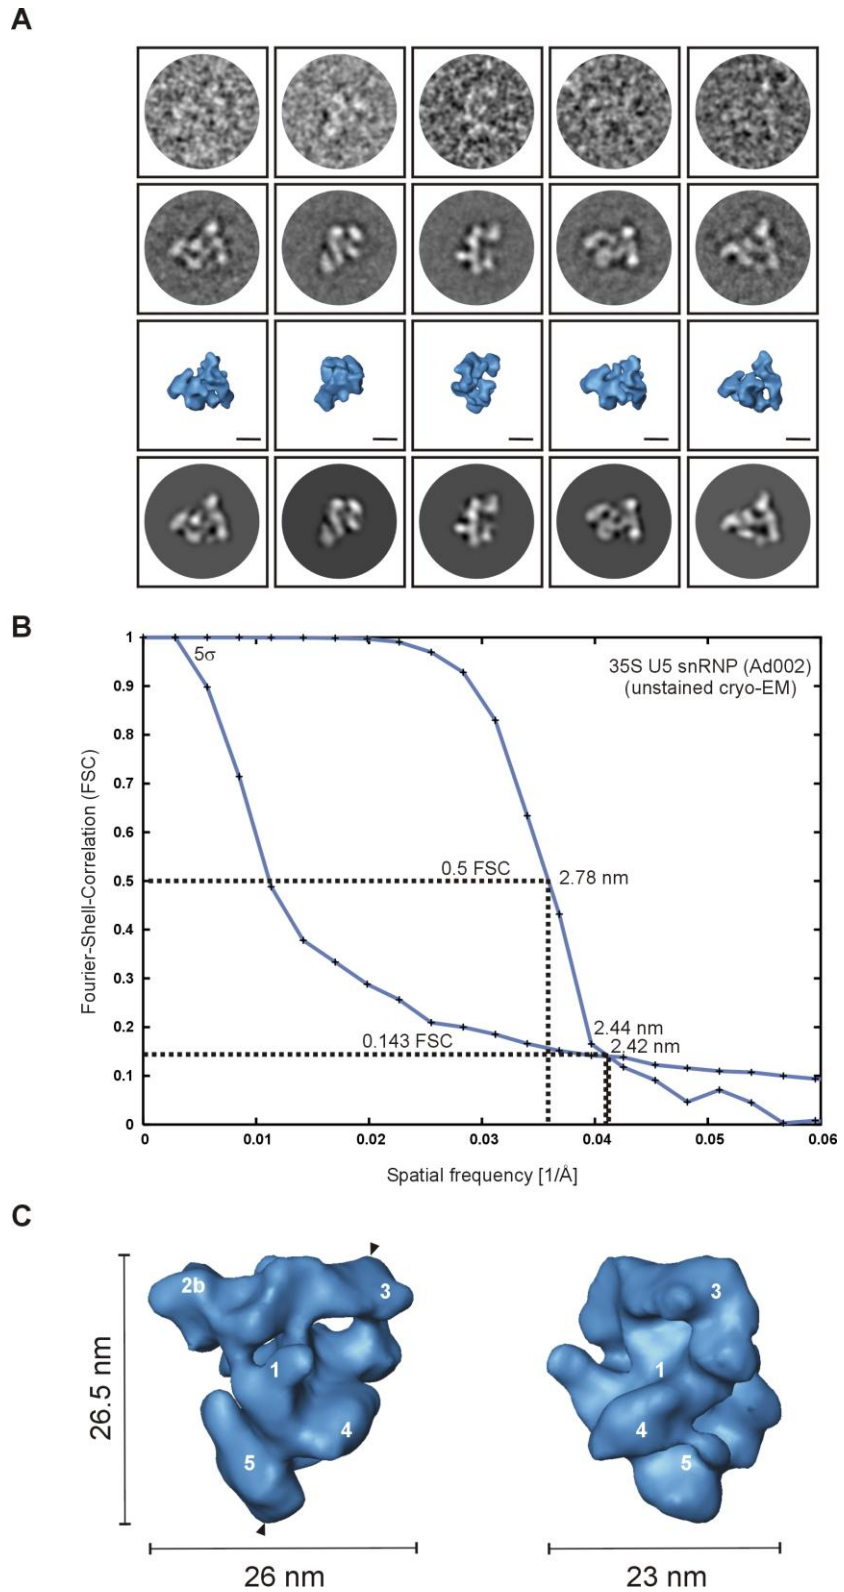 A
B
1
0.9
0.8
0.7
0.6
0.5
0.4
0.3
0.2
0.1
0
5σ
35S U5 snRNP (Ad002)
(unstained cryo-EM)
0.5 FSC
2.78 nm
0.143 FSC
2.44 nm
2.42 nm
Fourier-Shell-Correlation (FSC)
0 0.01 0.02 0.03 0.04 0.05 0.06
Spatial frequency [1/Å]
C
2b
3
1
4
5
26.5 nm
26 nm
3
1
4
5
23 nm